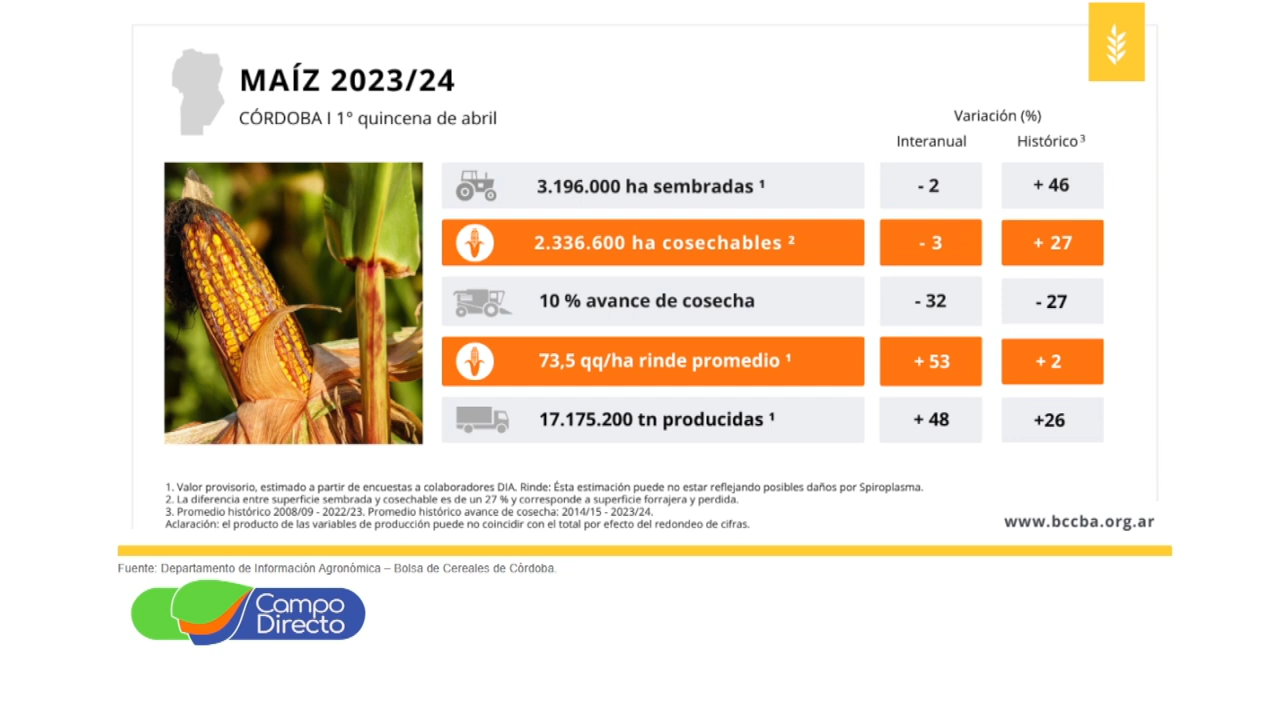 MAÍZ 2023/24
CÓRDOBA I 1° quincena de abril
Variación (%)
Interanual Histórico ³
3.196.000 ha sembradas ¹ - 2 + 46
2.336.600 ha cosechables ² - 3 + 27
10 % avance de cosecha - 32 - 27
73,5 qq/ha rinde promedio ¹ + 53 + 2
17.175.200 tn producidas ¹ + 48 +26
1. Valor provisorio, estimado a partir de encuestas a colaboradores DIA. Rinde: Ésta estimación puede no estar reflejando posibles daños por Spiroplasma.
2. La diferencia entre superficie sembrada y cosechable es de un 27 % y corresponde a superficie forrajera y perdida.
3. Promedio histórico 2008/09 - 2022/23. Promedio histórico avance de cosecha: 2014/15 - 2023/24.
Aclaración: el producto de las variables de producción puede no coincidir con el total por efecto del redondeo de cifras.
www.bccba.org.ar
Fuente: Departamento de Información Agronómica – Bolsa de Cereales de Córdoba.
Campo
Directo